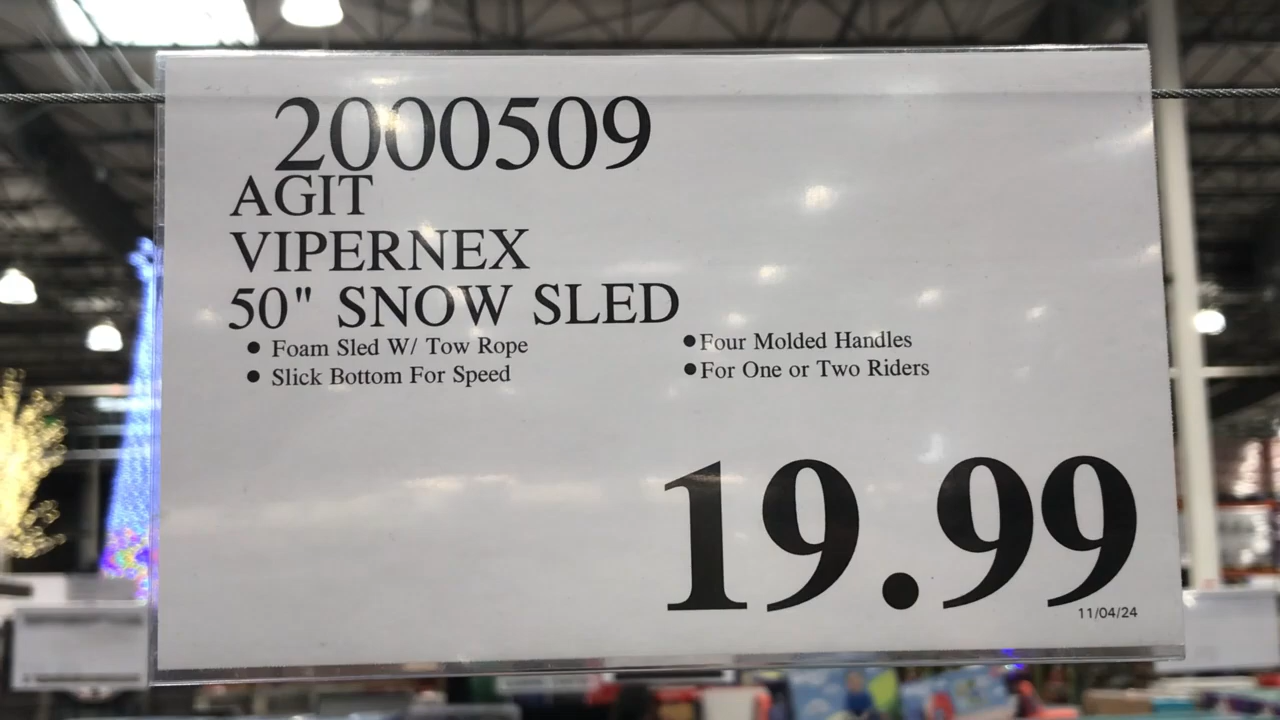 2000509
AGIT
VIPERNEX
50" SNOW SLED
● Foam Sled W/ Tow Rope
● Slick Bottom For Speed
●Four Molded Handles
●For One or Two Riders
19.99
11/04/24